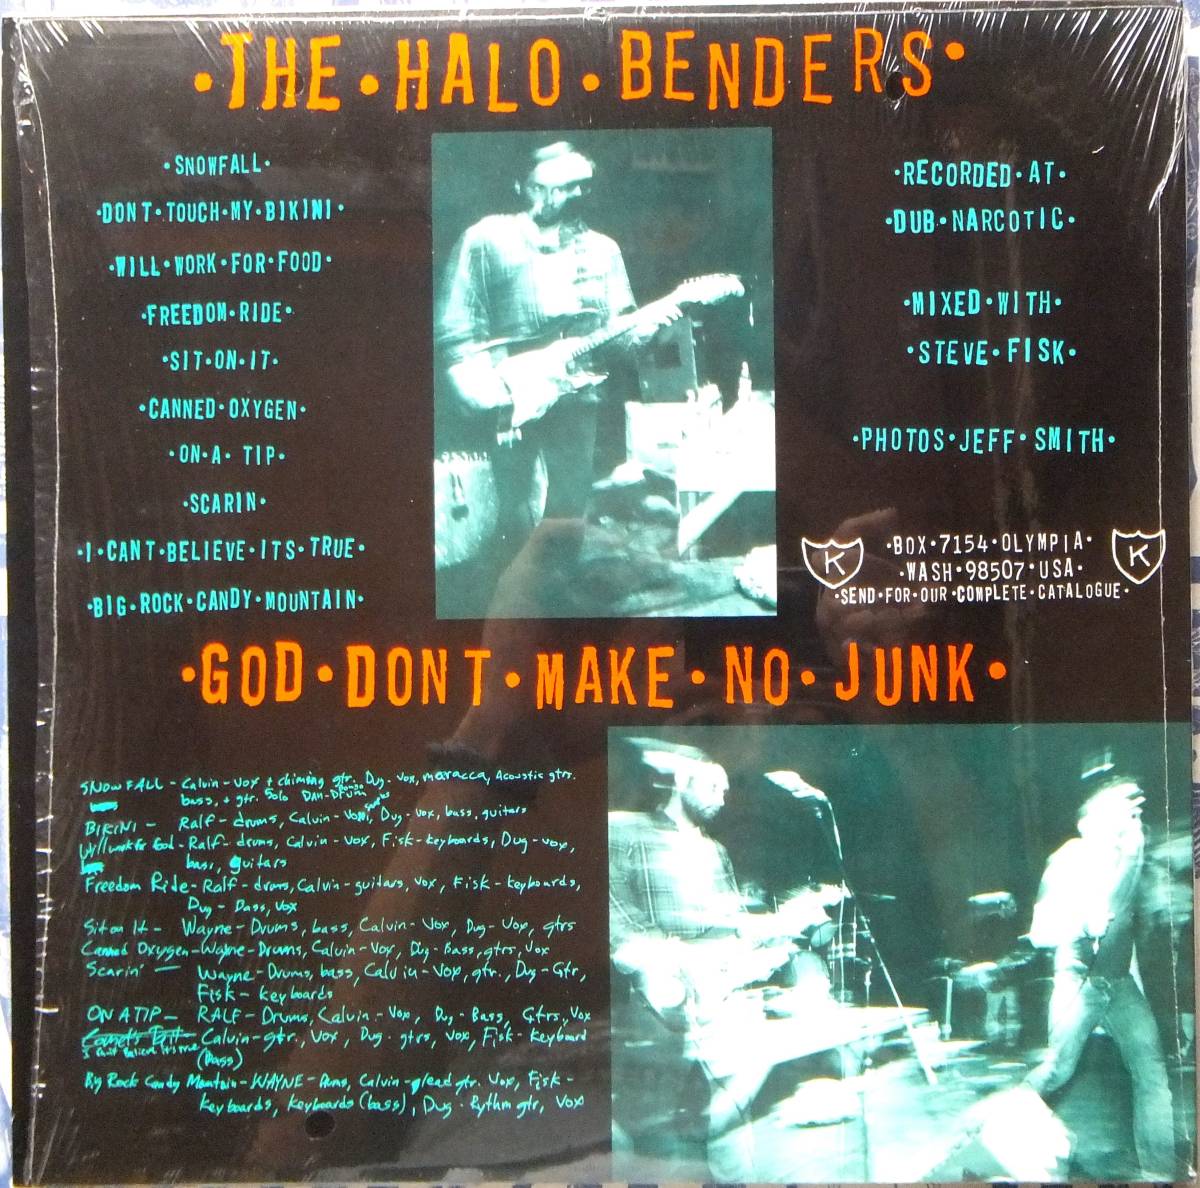 ·THE·HALO·BENDERS·
·SNOWFALL·
·DONT·TOUCH·MY·BIKINI·
·WILL·WORK·FOR·FOOD·
·FREEDOM·RIDE·
·SIT·ON·IT·
·CANNED·OXYGEN·
·ON·A·TIP·
·SCARIN·
·I·CANT·BELIEVE·ITS·TRUE·
·BIG·ROCK·CANDY·MOUNTAIN·
·RECORDED·AT·
·DUB·NARCOTIC·
·MIXED·WITH·
·STEVE·FISK·
·PHOTOS·JEFF·SMITH·
K
·BOX·7154·OLYMPIA·
·WASH·98507·USA·
·SEND·FOR·OUR·COMPLETE·CATALOGUE·
K
·GOD·DONT·MAKE·NO·JUNK·
SNOWFALL - Calvin - vox + chiming gtr. Dug - vox, maracca, Acoustic gtr.
bass, + gtr. Solo
BIKINI - Ralf - drums, Calvin - vox, Dug - vox, bass, guitars
Will work for food - Ralf - drums, Calvin - vox, Fisk - keyboards, Dug - vox,
bass, guitars
Freedom Ride - Ralf - drums, Calvin - guitars, vox, Fisk - keyboards,
Dug - Bass, vox
Sit on It - Wayne - Drums, bass, Calvin - Vox, Dug - Vox, gtrs
Canned Oxygen - Wayne - Drums, Calvin - Vox, Dug - Bass, gtrs, Vox
Scarin' - Wayne - Drums, bass, Calvin - Vox, gtr., Dug - Gtr,
Fisk - keyboards
ON A TIP - RALF - Drums, Calvin - Vox, Dug - Bass, Gtrs, Vox
Calvin - gtr., Vox, Dug - gtrs, Vox, Fisk - Keyboard
I Cant believe it's true (bass)
Big Rock Candy Mountain - WAYNE - Drms, Calvin - lead gtr. Vox, Fisk -
keyboards, keyboards (bass), Dug - Rythm gtr, Vox